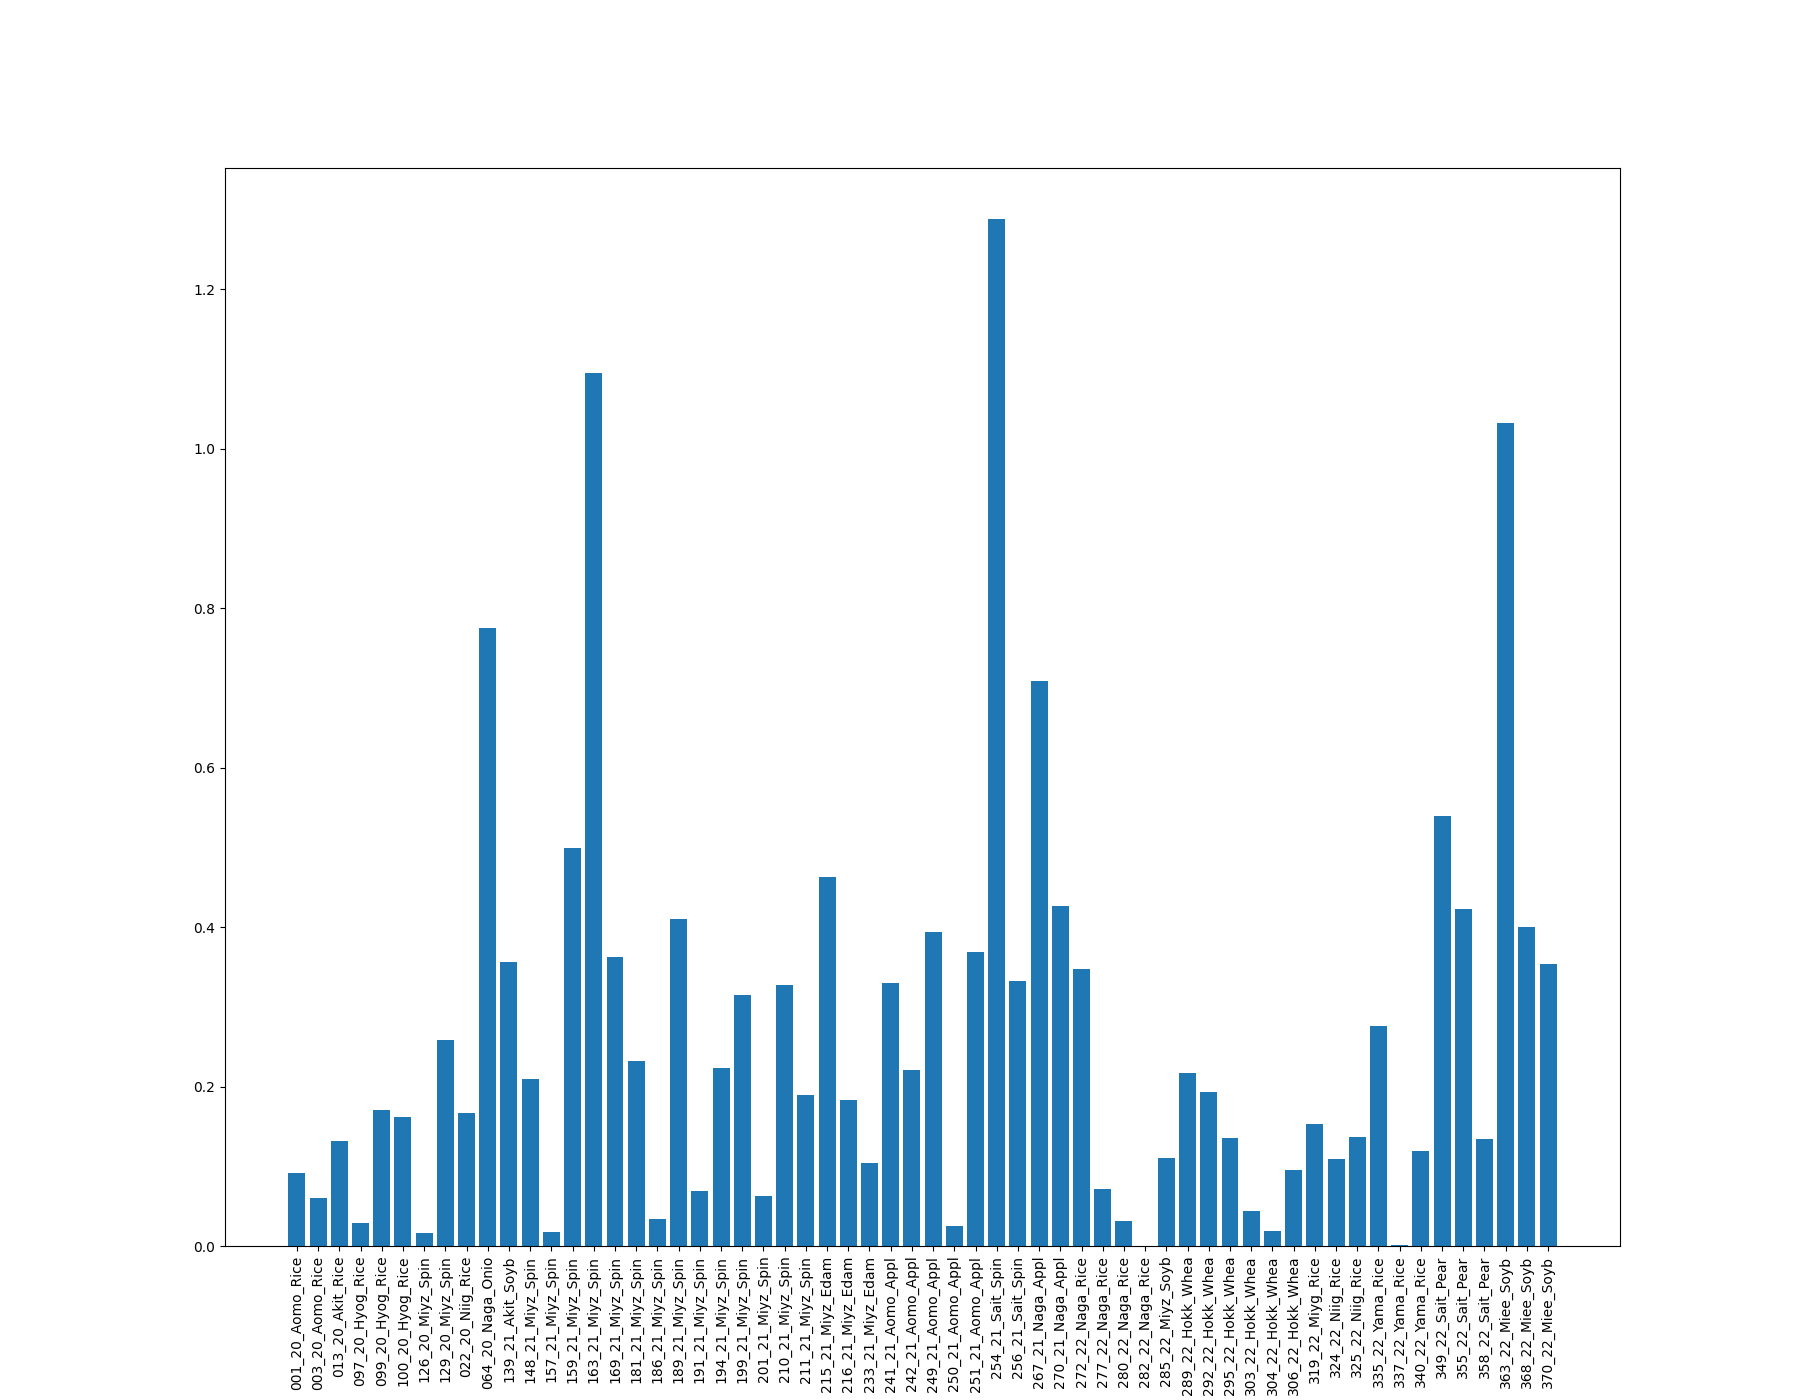 1.2
1.0
0.8
0.6
0.4
0.2
0.0
001_20_Aomo_Rice
003_20_Aomo_Rice
013_20_Akit_Rice
097_20_Hyog_Rice
099_20_Hyog_Rice
100_20_Hyog_Rice
126_20_Miyz_Spin
129_20_Miyz_Spin
022_20_Niig_Rice
064_20_Naga_Onio
139_21_Akit_Soyb
148_21_Miyz_Spin
157_21_Miyz_Spin
159_21_Miyz_Spin
163_21_Miyz_Spin
169_21_Miyz_Spin
181_21_Miyz_Spin
186_21_Miyz_Spin
189_21_Miyz_Spin
191_21_Miyz_Spin
194_21_Miyz_Spin
199_21_Miyz_Spin
201_21_Miyz_Spin
210_21_Miyz_Spin
211_21_Miyz_Spin
215_21_Miyz_Edam
216_21_Miyz_Edam
233_21_Miyz_Edam
241_21_Aomo_Appl
242_21_Aomo_Appl
249_21_Aomo_Appl
250_21_Aomo_Appl
251_21_Aomo_Appl
254_21_Sait_Spin
256_21_Sait_Spin
267_21_Naga_Appl
270_21_Naga_Appl
272_22_Naga_Rice
277_22_Naga_Rice
280_22_Naga_Rice
282_22_Naga_Rice
285_22_Miyz_Soyb
289_22_Hokk_Whea
292_22_Hokk_Whea
295_22_Hokk_Whea
303_22_Hokk_Whea
304_22_Hokk_Whea
306_22_Hokk_Whea
319_22_Miyg_Rice
324_22_Niig_Rice
325_22_Niig_Rice
335_22_Yama_Rice
337_22_Yama_Rice
340_22_Yama_Rice
349_22_Sait_Pear
355_22_Sait_Pear
358_22_Sait_Pear
363_22_Miee_Soyb
368_22_Miee_Soyb
370_22_Miee_Soyb